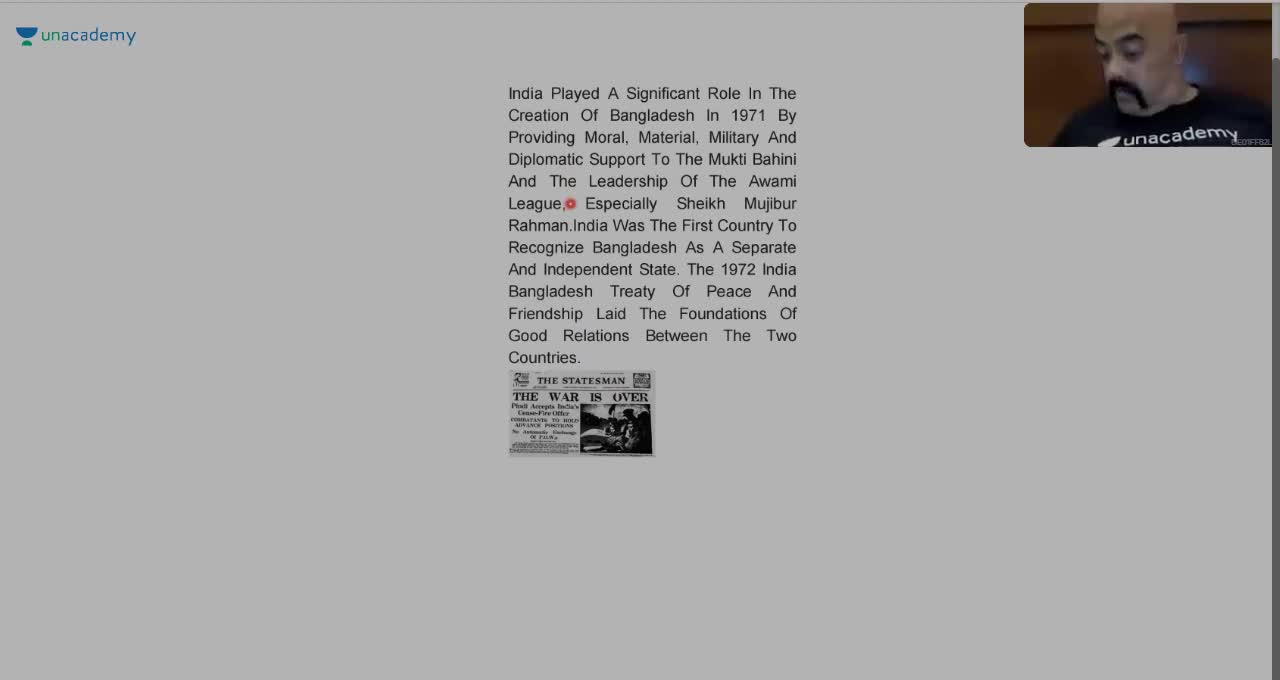 unacademy
India Played A Significant Role In The
Creation Of Bangladesh In 1971 By
Providing Moral, Material, Military And
Diplomatic Support To The Mukti Bahini
And The Leadership Of The Awami
League, Especially Sheikh Mujibur
Rahman.India Was The First Country To
Recognize Bangladesh As A Separate
And Independent State. The 1972 India
Bangladesh Treaty Of Peace And
Friendship Laid The Foundations Of
Good Relations Between The Two
Countries.
THE STATESMAN
THE WAR IS OVER
Pindi Accepts India's
Cease-Fire Offer
COMBATANTS TO HOLD
ADVANCE POSITIONS
No Automatic Exchange
Of P.O.W.s
unacademy